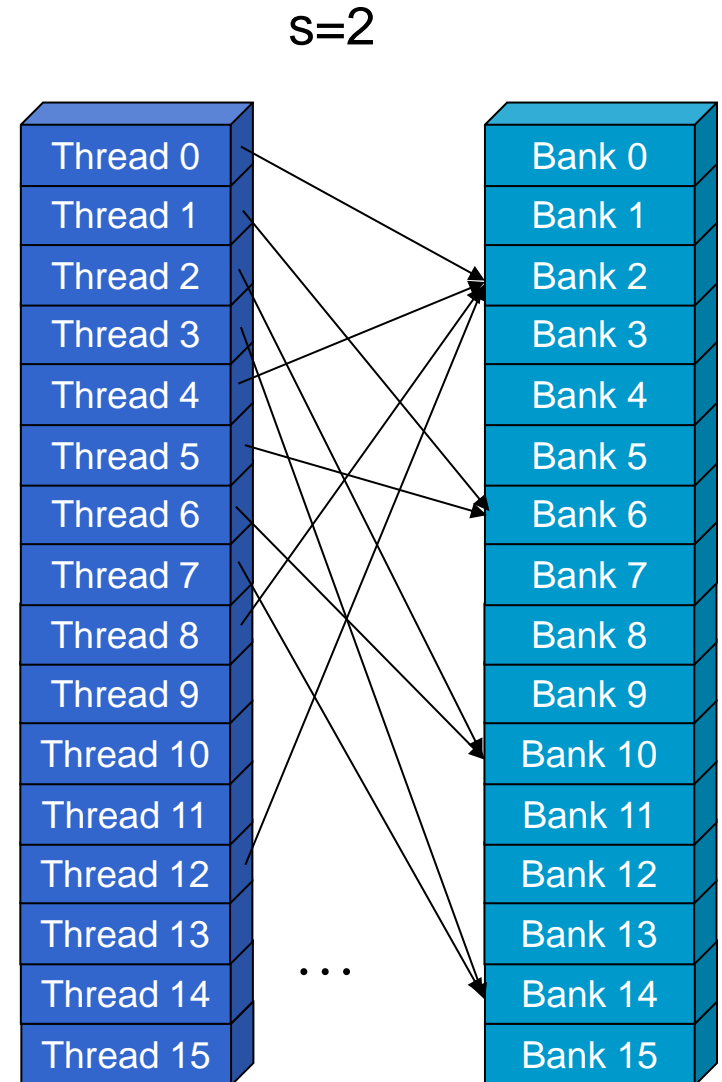 s=2
Thread 0
Thread 1
Thread 2
Thread 3
Thread 4
Thread 5
Thread 6
Thread 7
Thread 8
Thread 9
Thread 10
Thread 11
Thread 12
Thread 13
Thread 14
Thread 15
...
Bank 0
Bank 1
Bank 2
Bank 3
Bank 4
Bank 5
Bank 6
Bank 7
Bank 8
Bank 9
Bank 10
Bank 11
Bank 12
Bank 13
Bank 14
Bank 15